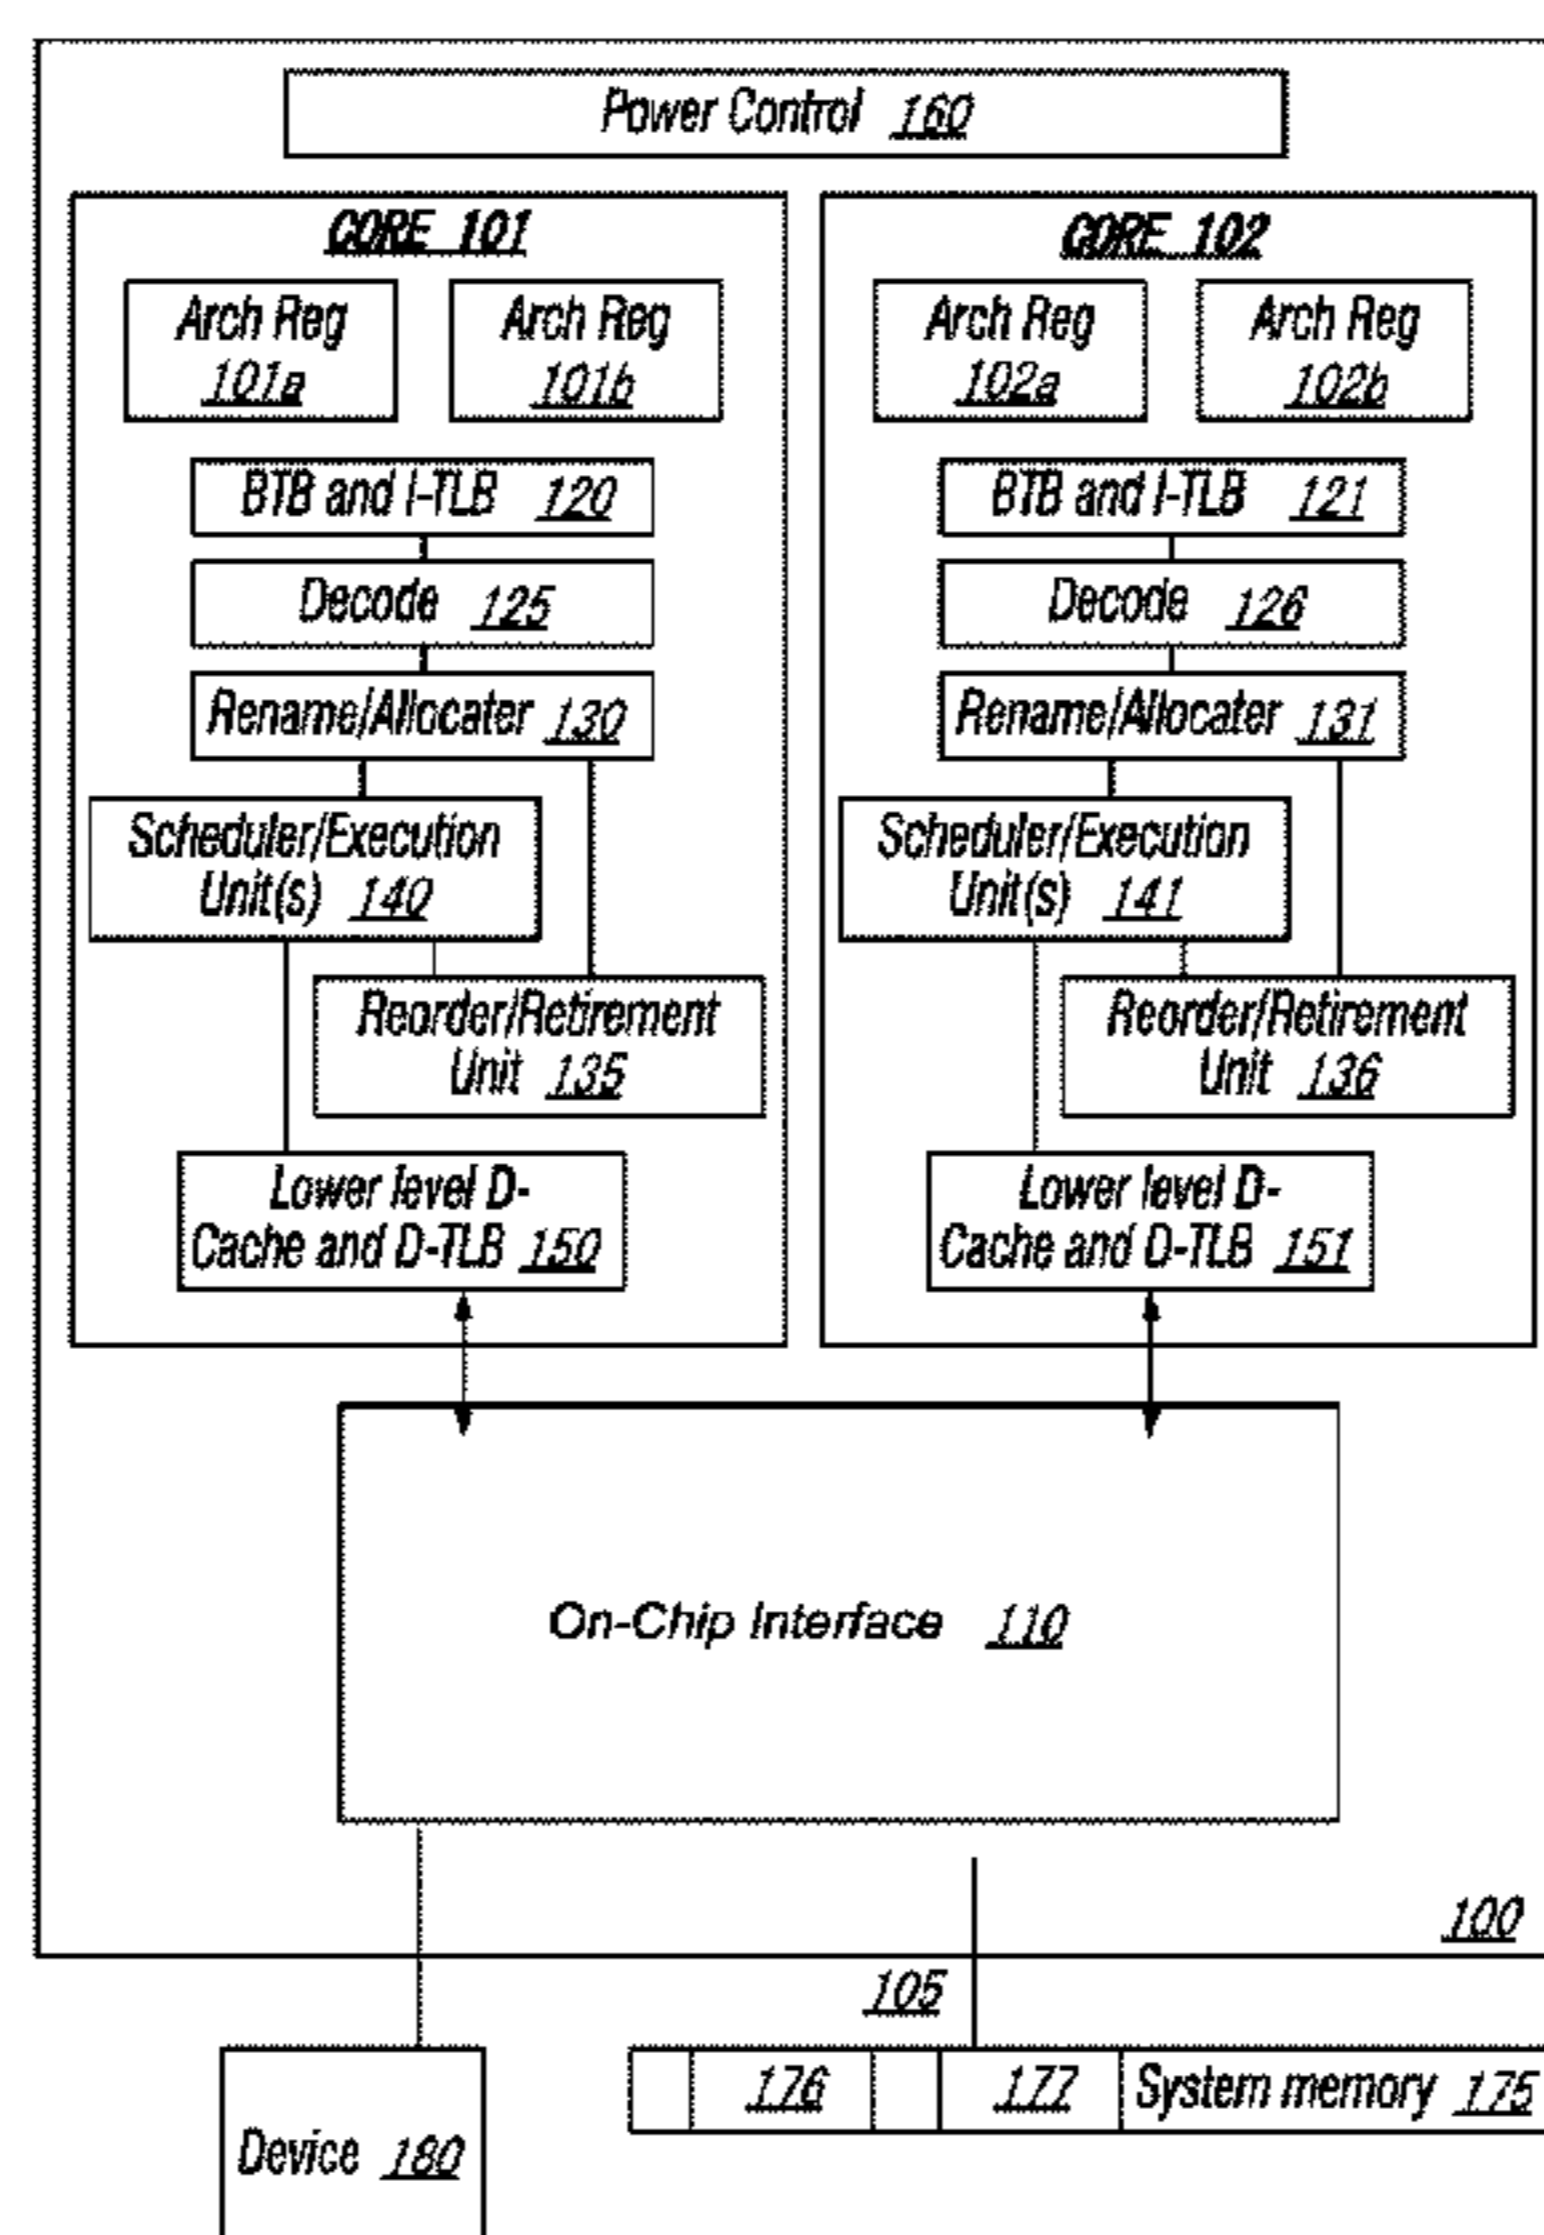 Power Control 160
CORE 101
Arch Reg
101a
Arch Reg
101b
BTB and I-TLB 120
Decode 125
Rename/Allocater 130
Scheduler/Execution
Unit(s) 140
Reorder/Retirement
Unit 135
Lower level D-
Cache and D-TLB 150
CORE 102
Arch Reg
102a
Arch Reg
102b
BTB and I-TLB 121
Decode 126
Rename/Allocater 131
Scheduler/Execution
Unit(s) 141
Reorder/Retirement
Unit 136
Lower level D-
Cache and D-TLB 151
On-Chip Interface 110
100
105
176
177
System memory 175
Device 180